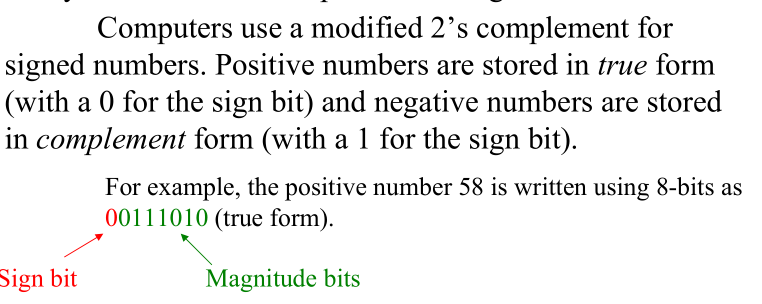 Computers use a modified 2’s complement for
signed numbers. Positive numbers are stored in true form
(with a 0 for the sign bit) and negative numbers are stored
in complement form (with a 1 for the sign bit).
For example, the positive number 58 is written using 8-bits as
00111010 (true form).
Sign bit
Magnitude bits